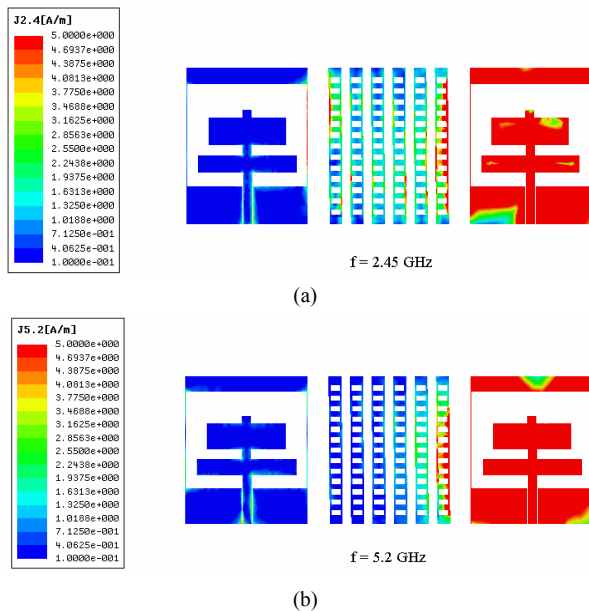 J2.4[A/m]
5.0000e+000
4.6937e+000
4.3875e+000
4.0813e+000
3.7750e+000
3.4688e+000
3.1625e+000
2.8563e+000
2.5500e+000
2.2438e+000
1.9375e+000
1.6313e+000
1.3250e+000
1.0188e+000
7.1250e-001
4.0625e-001
1.0000e-001
f = 2.45 GHz
(a)
J5.2[A/m]
5.0000e+000
4.6937e+000
4.3875e+000
4.0813e+000
3.7750e+000
3.4688e+000
3.1625e+000
2.8563e+000
2.5500e+000
2.2438e+000
1.9375e+000
1.6313e+000
1.3250e+000
1.0188e+000
7.1250e-001
4.0625e-001
1.0000e-001
f = 5.2 GHz
(b)